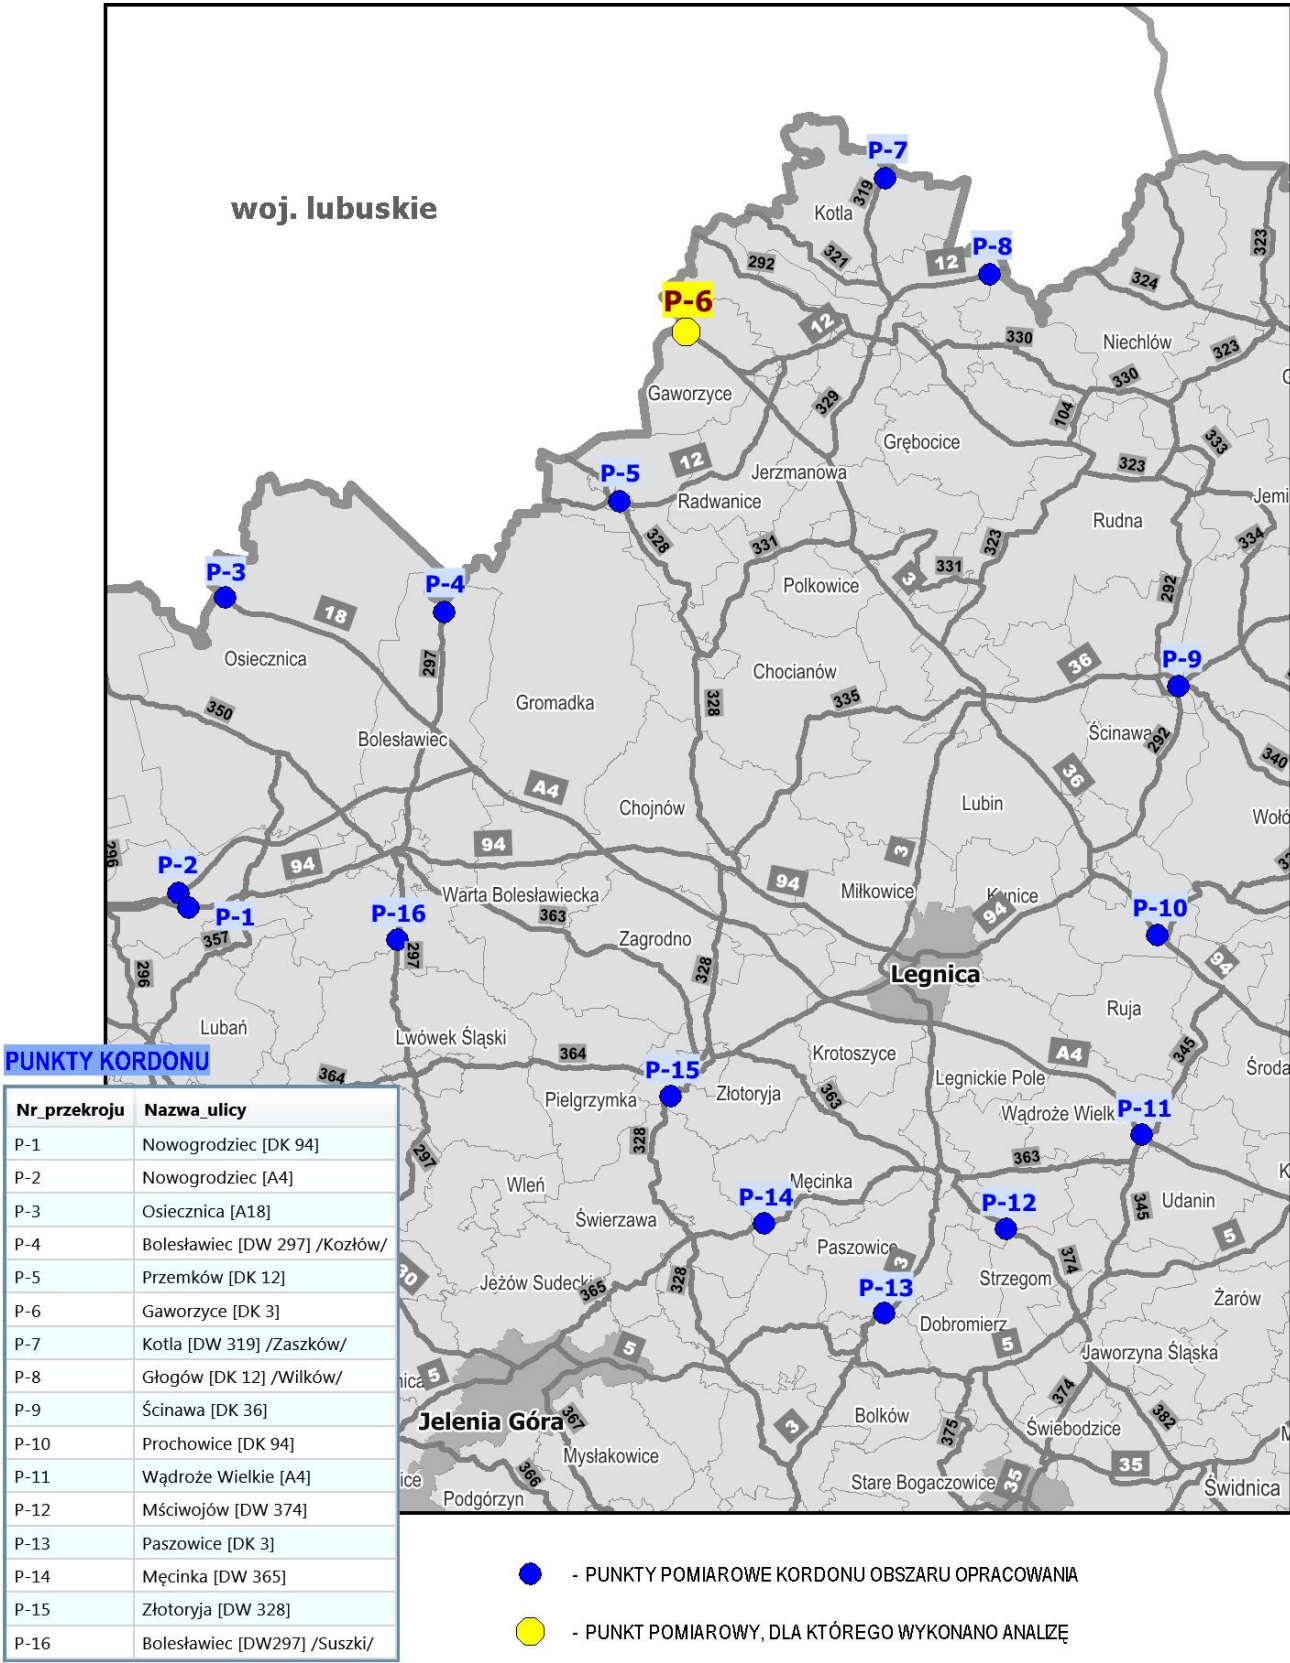 P-7
woj. lubuskie
319
Kotla
P-8
323
292
321
12
324
P-6
12
330
Niechlów
323
330
Gaworzyce
329
104
Grębocice
333
12
P-5
Jerzmanowa
323
Radwanice
Jemi
Rudna
328
331
323
334
P-3
P-4
3
331
Polkowice
292
18
Osiecznica
297
36
P-9
Chocianów
350
Gromadka
328
335
Bolesławiec
Ścinawa
292
340
36
A4
Chojnów
Lubin
Wołó
296
94
3
P-2
94
94
Miłkowice
Kunice
Warta Bolesławiecka
P-1
P-16
363
94
P-10
357
Zagrodno
297
94
296
328
Legnica
Ruja
Lubań
Lwówek Śląski
345
PUNKTY KORDONU
364
Krotoszyce
A4
Środa
364
P-15
Legnickie Pole
Pielgrzymka
Złotoryja
363
Wądroże Wielk
P-11
328
297
363
Męcinka
Wleń
P-14
P-12
345
Udanin
K
Świerzawa
5
Paszowice
3
374
30
Jeżów Sudecki
365
328
P-13
Strzegom
Żarów
Dobromierz
5
5
Jaworzyna Śląska
5
374
Jelenia Góra
367
3
Bolków
375
Świebodzice
382
Mysłakowice
35
366
ice
Podgórzyn
Stare Bogaczowice
35
Świdnica
Nr_przekroju Nazwa_ulicy
P-1 Nowogrodziec [DK 94]
P-2 Nowogrodziec [A4]
P-3 Osiecznica [A18]
P-4 Bolesławiec [DW 297] /Kozłów/
P-5 Przemków [DK 12]
P-6 Gaworzyce [DK 3]
P-7 Kotla [DW 319] /Zaszków/
P-8 Głogów [DK 12] /Wilków/
P-9 Ścinawa [DK 36]
P-10 Prochowice [DK 94]
P-11 Wądroże Wielkie [A4]
P-12 Mściwojów [DW 374]
P-13 Paszowice [DK 3]
P-14 Męcinka [DW 365]
P-15 Złotoryja [DW 328]
P-16 Bolesławiec [DW297] /Suszki/
- PUNKTY POMIAROWE KORDONU OBSZARU OPRACOWANIA
- PUNKT POMIAROWY, DLA KTÓREGO WYKONANO ANALIZĘ